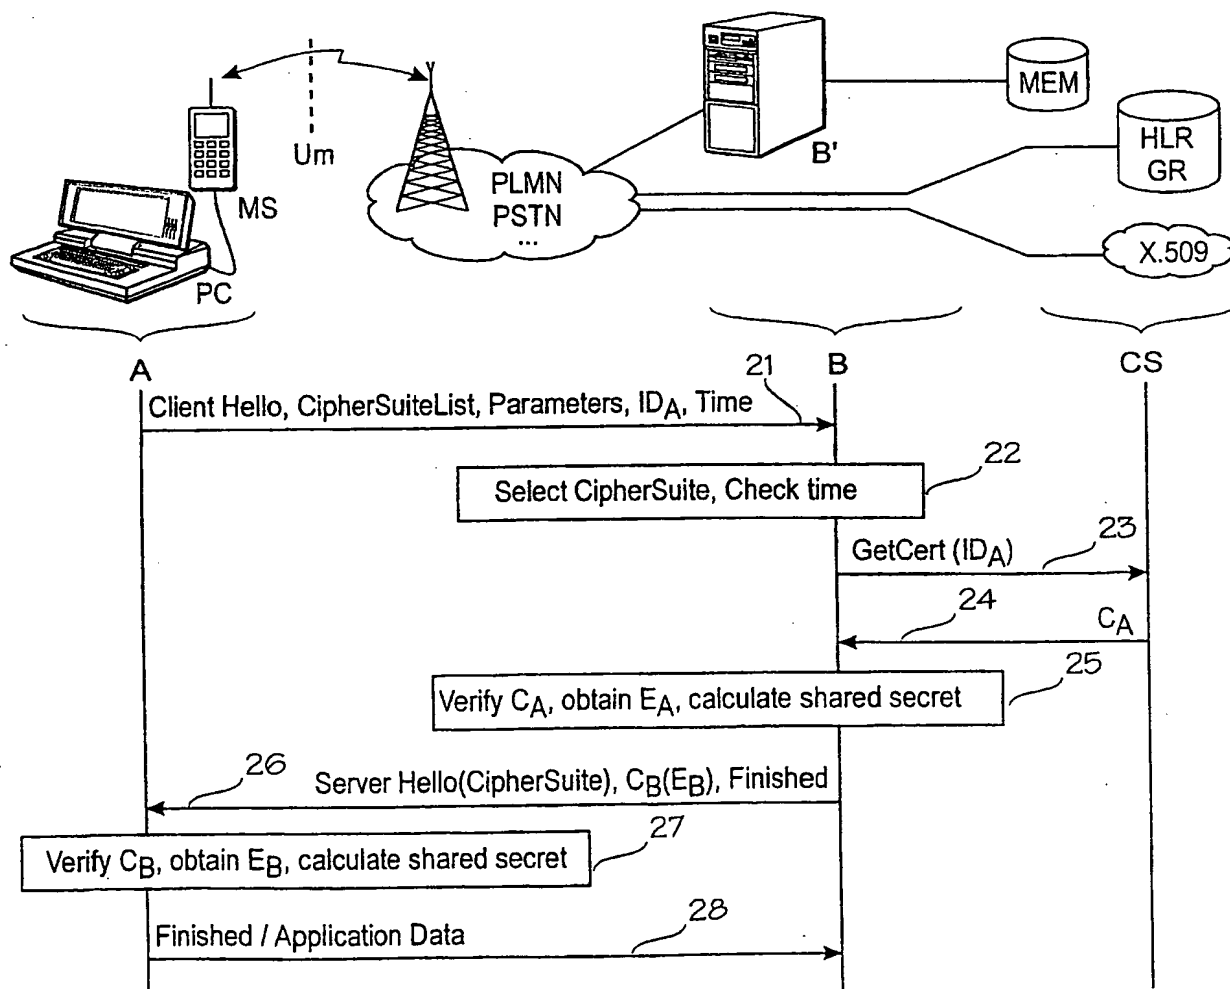 MEM
B'
HLR
GR
Um
MS
PLMN
PSTN
...
X.509
PC
A
B
CS
21
Client Hello, CipherSuiteList, Parameters, IDA, Time
22
Select CipherSuite, Check time
23
GetCert (IDA)
24
CA
25
Verify CA, obtain EA, calculate shared secret
26
Server Hello(CipherSuite), CB(EB), Finished
27
Verify CB, obtain EB, calculate shared secret
28
Finished / Application Data